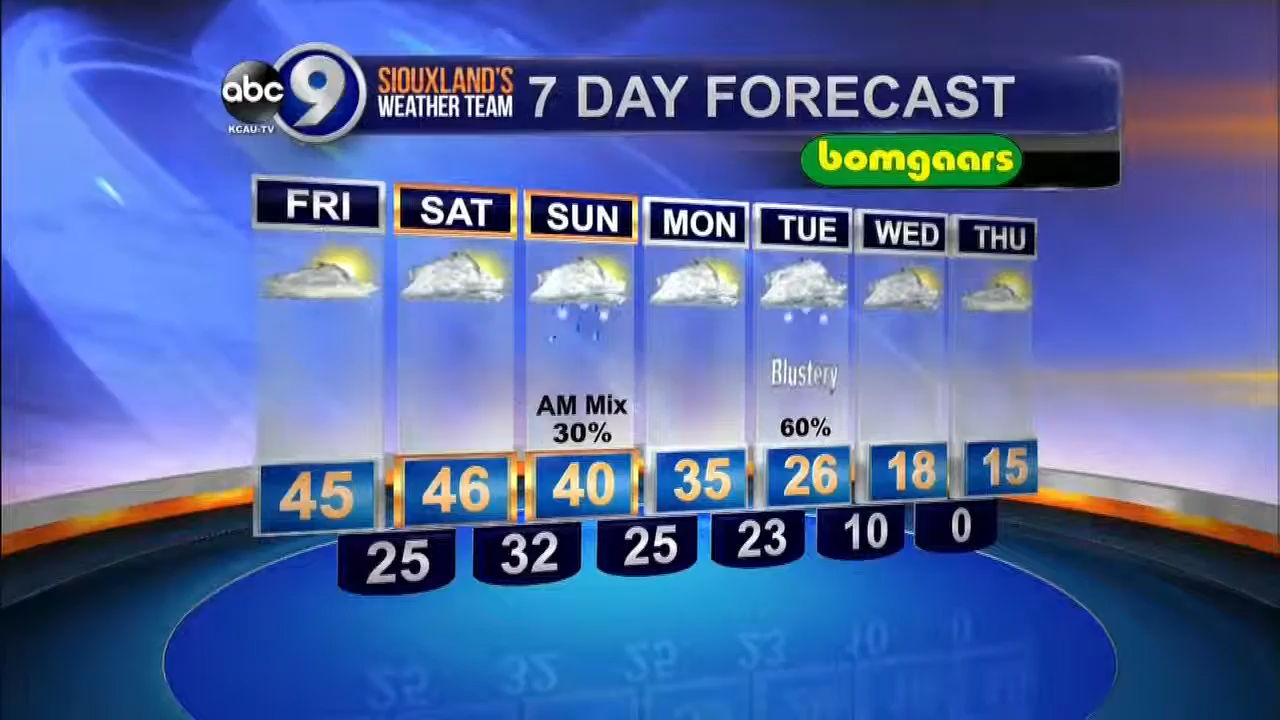 abc 9
KCAU-TV
SIOUXLAND'S
WEATHER TEAM
7 DAY FORECAST
bomgaars
FRI SAT SUN MON TUE WED THU
Blustery
AM Mix
30% 60%
45 46 40 35 26 18 15
25 32 25 23 10 0